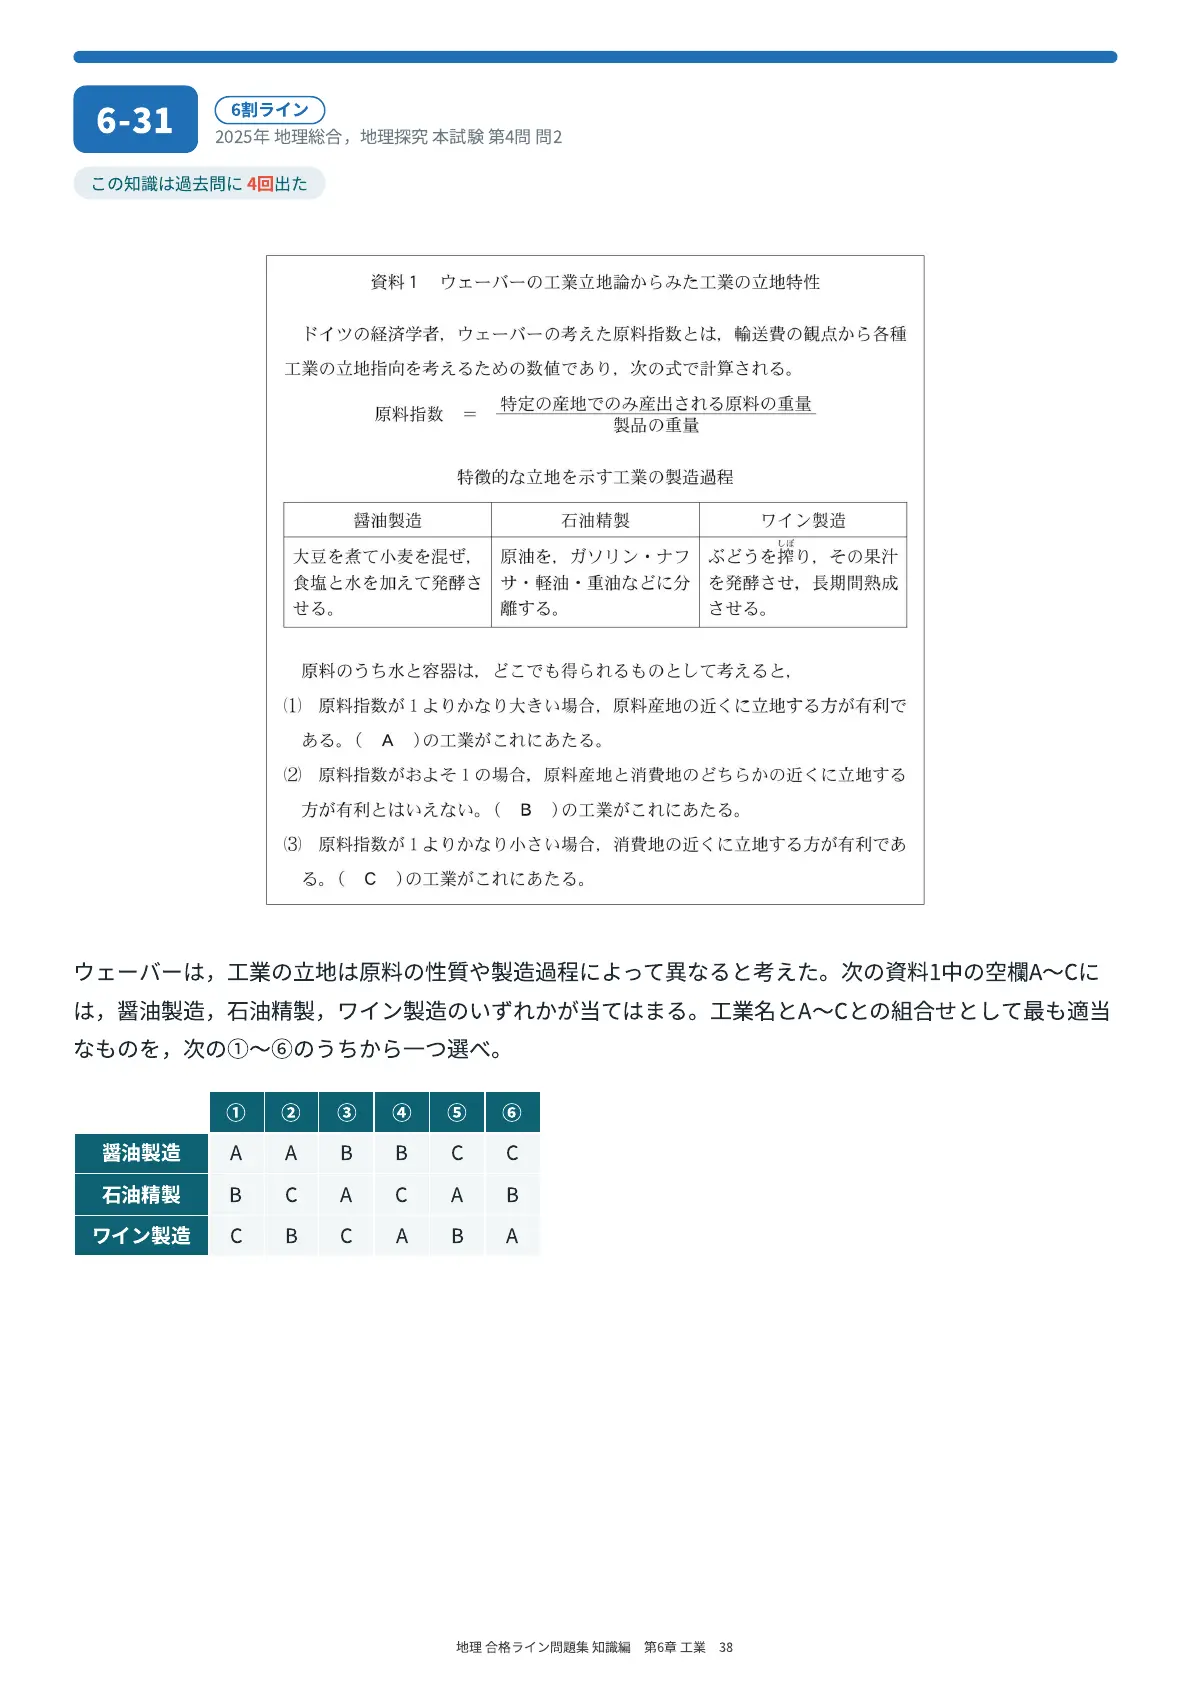 6-31
6割ライン
2025年 地理総合，地理探究 本試験 第4問 問2
この知識は過去問に 4回出た
資料1　ウェーバーの工業立地論からみた工業の立地特性
ドイツの経済学者，ウェーバーの考えた原料指数とは，輸送費の観点から各種
工業の立地指向を考えるための数値であり，次の式で計算される。
原料指数　＝　特定の産地でのみ産出される原料の重量
製品の重量
特徴的な立地を示す工業の製造過程
醤油製造　石油精製　ワイン製造
大豆を煮て小麦を混ぜ，
食塩と水を加えて発酵さ
せる。
原油を，ガソリン・ナフ
サ・軽油・重油などに分
離する。
しぼ
ぶどうを搾り，その果汁
を発酵させ，長期間熟成
させる。
原料のうち水と容器は，どこでも得られるものとして考えると，
⑴　原料指数が1よりかなり大きい場合，原料産地の近くに立地する方が有利で
ある。（　A　）の工業がこれにあたる。
⑵　原料指数がおよそ1の場合，原料産地と消費地のどちらかの近くに立地する
方が有利とはいえない。（　B　）の工業がこれにあたる。
⑶　原料指数が1よりかなり小さい場合，消費地の近くに立地する方が有利であ
る。（　C　）の工業がこれにあたる。
ウェーバーは，工業の立地は原料の性質や製造過程によって異なると考えた。次の資料1中の空欄A～Cに
は，醤油製造，石油精製，ワイン製造のいずれかが当てはまる。工業名とA～Cとの組合せとして最も適当
なものを，次の①～⑥のうちから一つ選べ。
① ② ③ ④ ⑤ ⑥
醤油製造 A A B B C C
石油精製 B C A C A B
ワイン製造 C B C A B A
地理 合格ライン問題集 知識編　第6章 工業　38